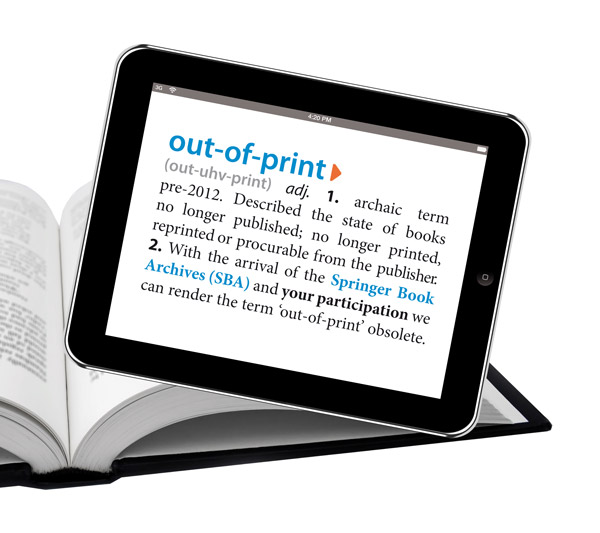 3G
4:20 PM
out-of-print
(out-uhv-print) adj. 1. archaic term
pre-2012. Described the state of books
no longer published; no longer printed,
reprinted or procurable from the publisher.
2. With the arrival of the Springer Book
Archives (SBA) and your participation we
can render the term ‘out-of-print’ obsolete.